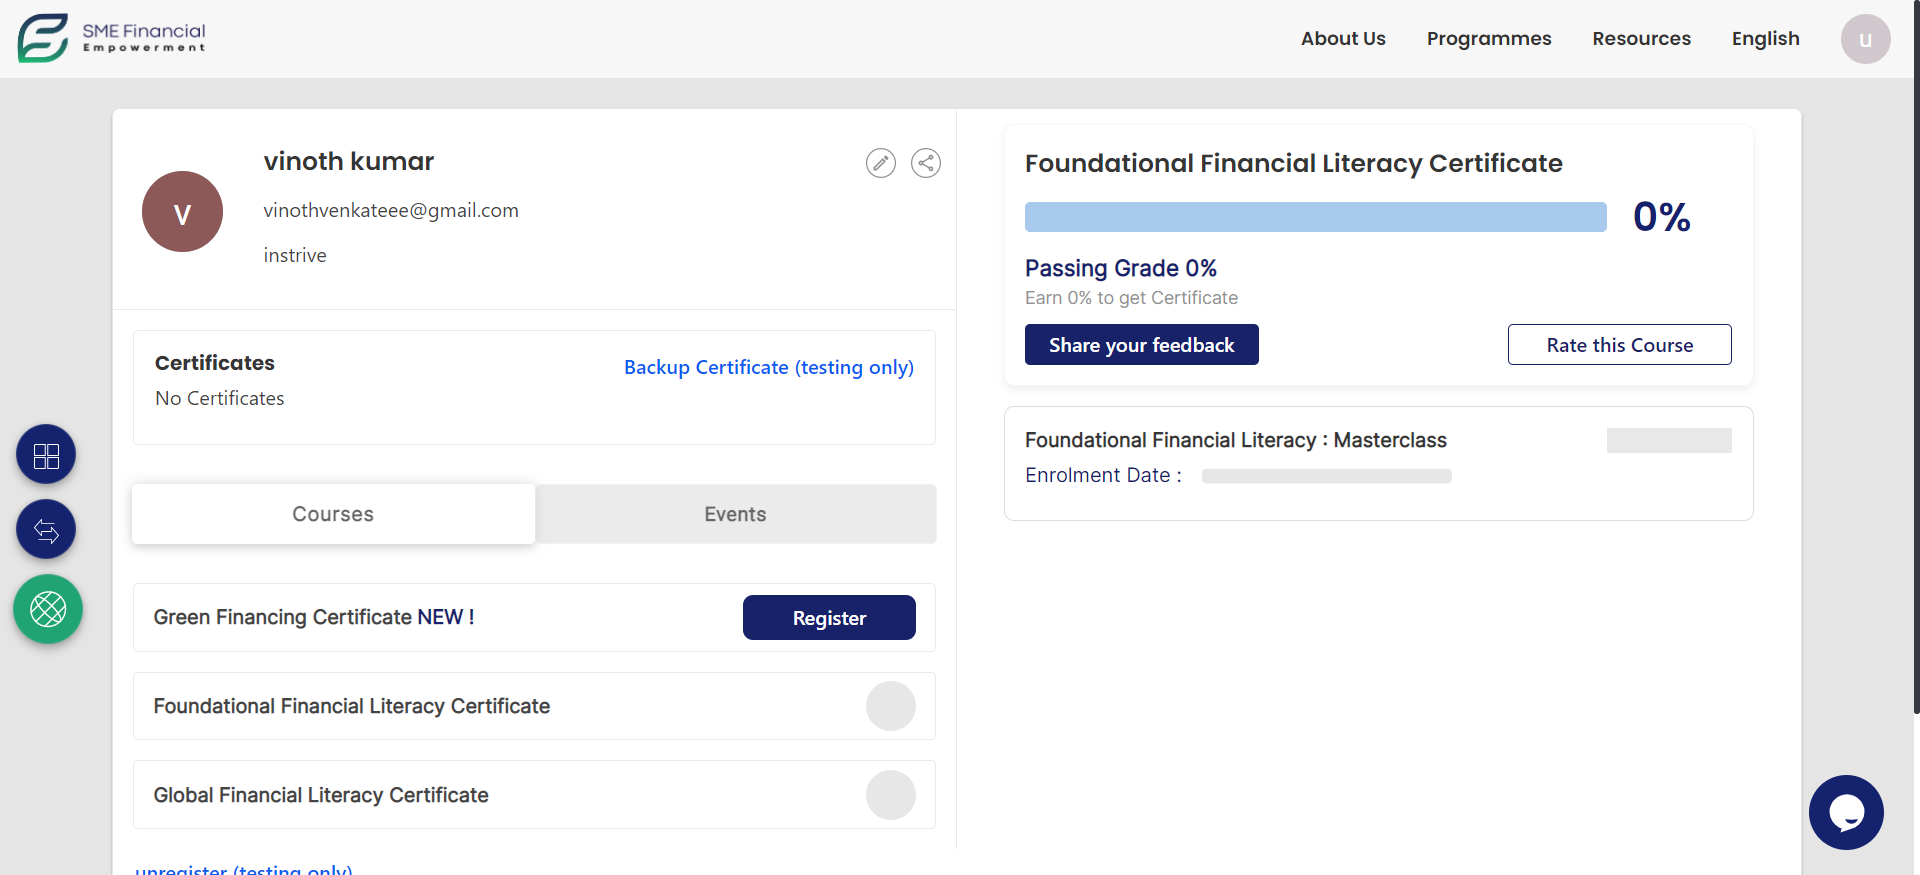 SME Financial
Empowerment
About Us
Programmes
Resources
English
u
vinoth kumar
v
vinothvenkateee@gmail.com
instrive
Certificates
Backup Certificate (testing only)
No Certificates
Courses
Events
Green Financing Certificate NEW !
Register
Foundational Financial Literacy Certificate
Global Financial Literacy Certificate
unregister (testing only)
Foundational Financial Literacy Certificate
0%
Passing Grade 0%
Earn 0% to get Certificate
Share your feedback
Rate this Course
Foundational Financial Literacy : Masterclass
Enrolment Date :